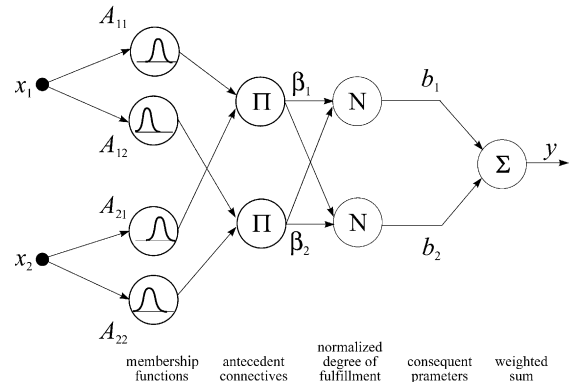 A11
x1
A12
A21
x2
A22
Π
Π
β1
β2
N
N
b1
b2
Σ
y
membership
functions
antecedent
connectives
normalized
degree of
fulfillment
consequent
prameters
weighted
sum